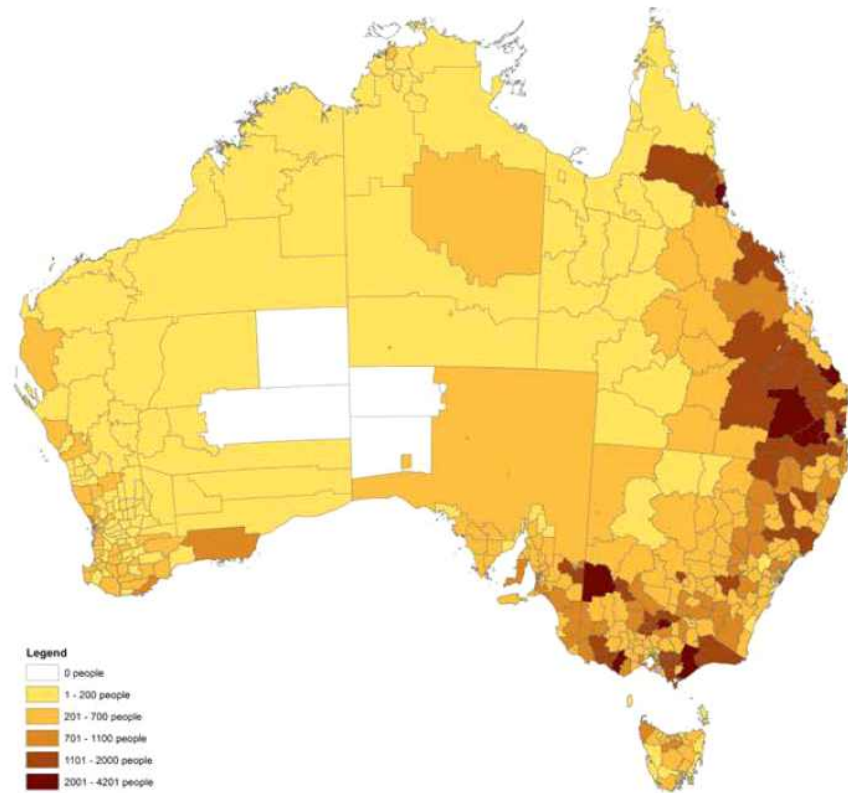 Legend
0 people
1 - 200 people
201 - 700 people
701 - 1100 people
1101 - 2000 people
2001 - 4201 people